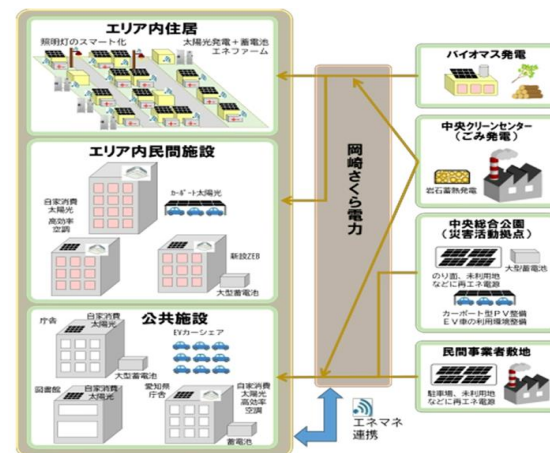 エリア内住居
照明灯のスマート化
太陽光発電+蓄電池
エネファーム
エリア内民間施設
自家消費
太陽光
高効率
空調
カーポート太陽光
新設ZEB
大型蓄電池
公共施設
庁舎
自家消費
太陽光
大型蓄電池
EVカーシェア
図書館
自家消費
太陽光
愛知県
庁舎
自家消費
太陽光
高効率
空調
蓄電池
岡崎さくら電力
エネマネ
連携
バイオマス発電
中央クリーンセンター
(ごみ発電)
岩石蓄熱発電
中央総合公園
(災害活動拠点)
大型蓄電池
のり面、未利用地
などに再エネ電源
カーポート型PV整備
EV車の利用環境整備
民間事業者敷地
駐車場、未利用地
などに再エネ電源